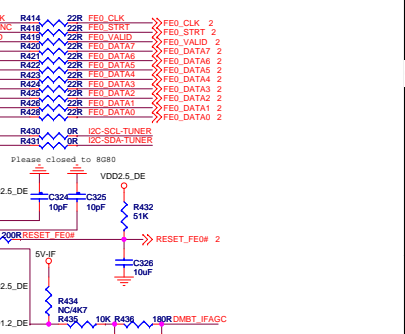 K R414 22R FE0_CLK FE0_CLK 2
NC R418 22R FE0_STRT FE0_STRT 2
D R419 22R FE0_VALID FE0_VALID 2
R420 22R FE0_DATA7 FE0_DATA7 2
R421 22R FE0_DATA6 FE0_DATA6 2
R422 22R FE0_DATA5 FE0_DATA5 2
R423 22R FE0_DATA4 FE0_DATA4 2
R424 22R FE0_DATA3 FE0_DATA3 2
R425 22R FE0_DATA2 FE0_DATA2 2
R426 22R FE0_DATA1 FE0_DATA1 2
R428 22R FE0_DATA0 FE0_DATA0 2
R430 0R I2C-SCL-TUNER
R431 0R I2C-SDA-TUNER
Please closed to 8G80
2.5_DE
C324 10pF
C325 10pF
VDD2.5_DE
R432
51K
200R RESET_FE0#
RESET_FE0# 2
5V-IF
C326
10uF
2.5_DE
R434
NC/4K7
1.2_DE
R435 10K R436 180R DMBT_IFAGC